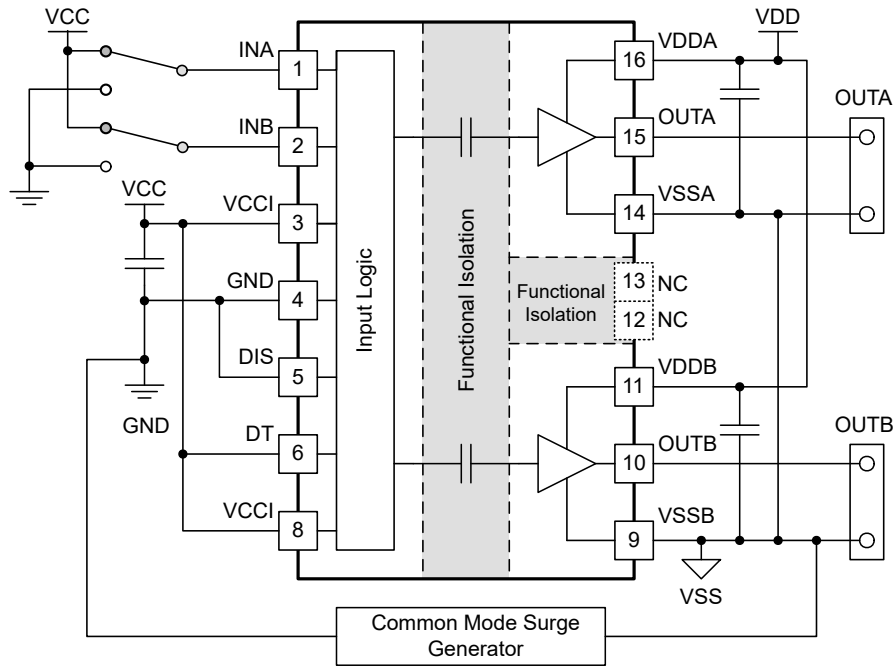 VCC
INA
1
INB
2
VCC
VCCI
3
GND
4
DIS
5
GND
DT
6
VCCI
8
Input Logic
Functional Isolation
Functional
Isolation
VDD
VDDA
16
OUTA
15
OUTA
VSSA
14
13
NC
12
NC
VDDB
11
OUTB
10
OUTB
VSSB
9
VSS
Common Mode Surge
Generator